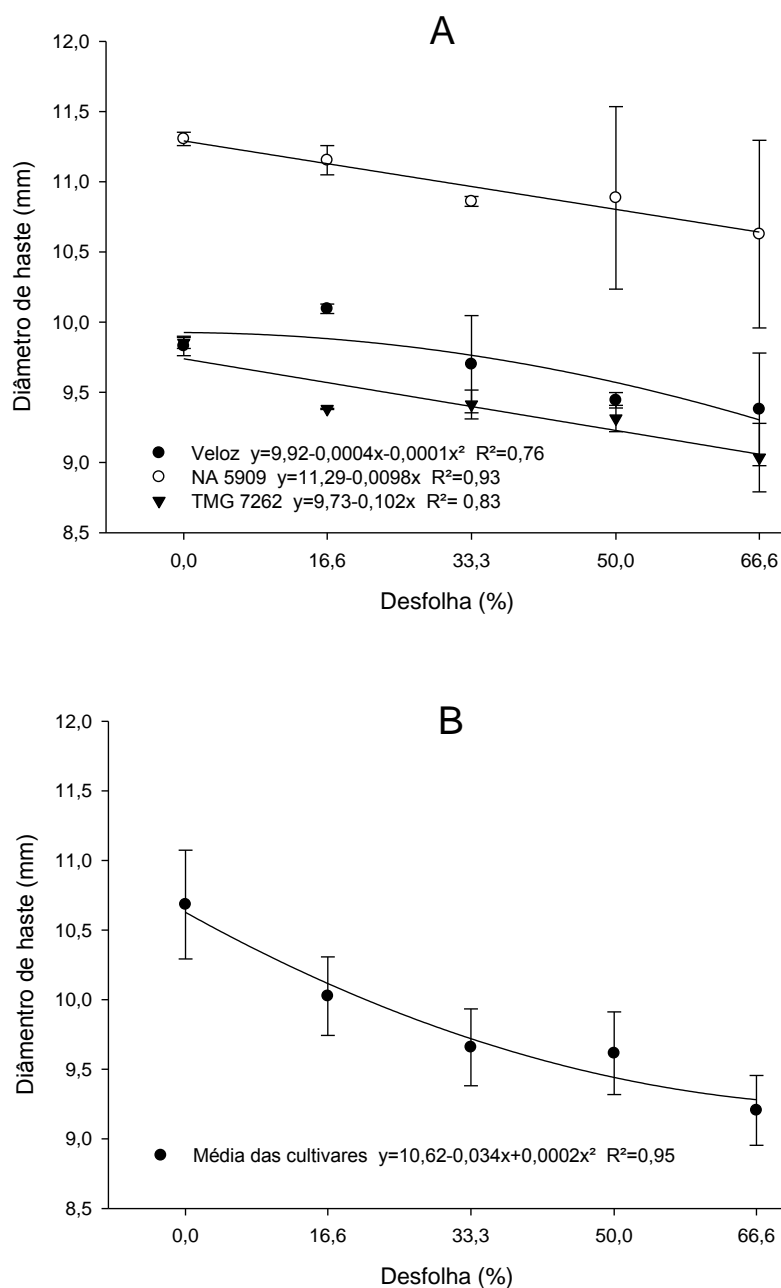 A
Diâmetro de haste (mm)
12,0
11,5
11,0
10,5
10,0
9,5
9,0
8,5
Veloz y=9,92-0,0004x-0,0001x² R²=0,76
NA 5909 y=11,29-0,0098x R²=0,93
TMG 7262 y=9,73-0,102x R²= 0,83
0,0 16,6 33,3 50,0 66,6
Desfolha (%)
B
Diâmentro de haste (mm)
12,0
11,5
11,0
10,5
10,0
9,5
9,0
8,5
Média das cultivares y=10,62-0,034x+0,0002x² R²=0,95
0,0 16,6 33,3 50,0 66,6
Desfolha (%)